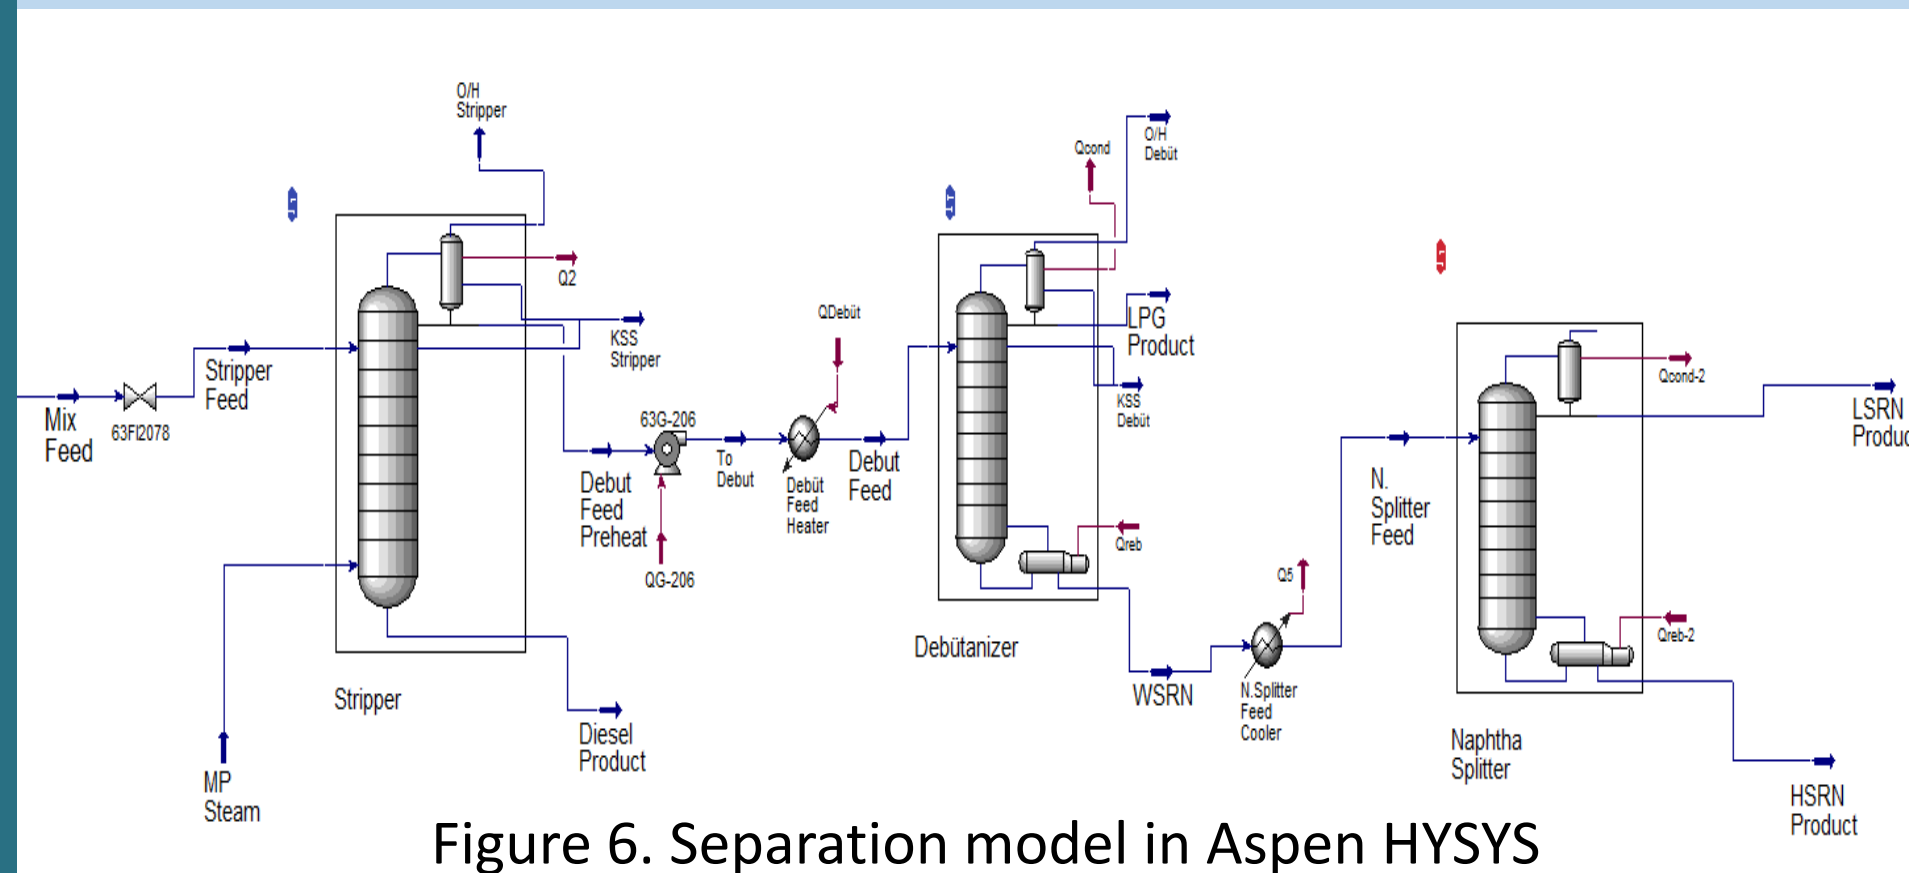 O/H
Stripper
Q2
KSS
Stripper
Stripper
Feed
Mix
Feed
63FI2078
MP
Steam
Stripper
Diesel
Product
Debut
Feed
Preheat
63G-206
QG-206
To
Debut
QDebüt
Debüt
Feed
Heater
Debut
Feed
Qcond
O/H
Debüt
LPG
Product
KSS
Debüt
Qreb
Debütanizer
WSRN
Q5
N.Splitter
Feed
Cooler
N.
Splitter
Feed
Qcond-2
LSRN
Produc
Qreb-2
Naphtha
Splitter
HSRN
Product
Figure 6. Separation model in Aspen HYSYS